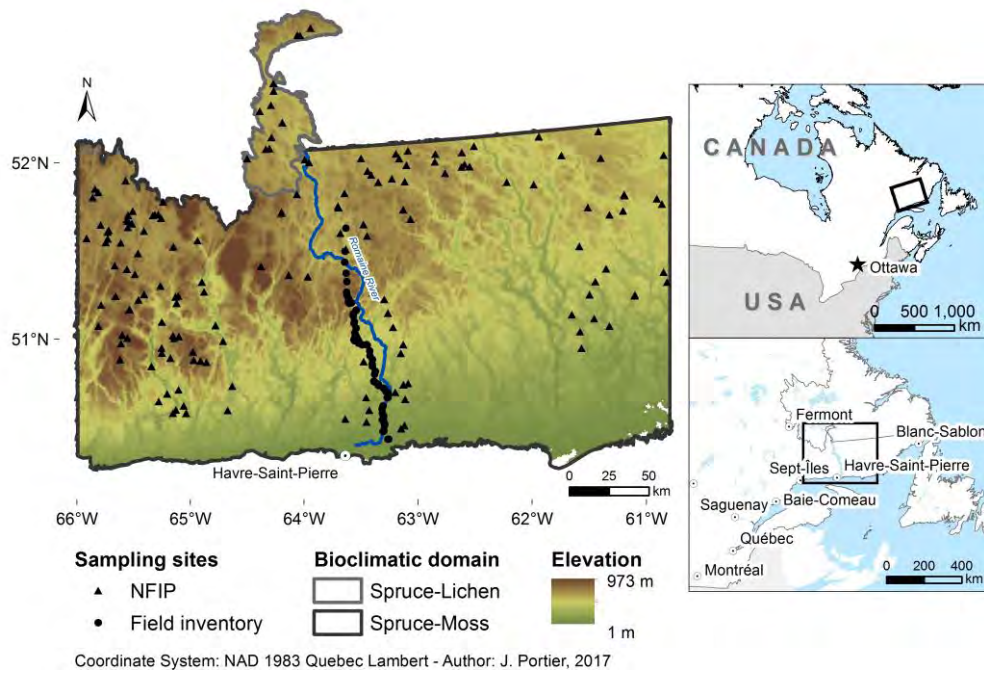 N
52°N
51°N
Romaine River
Havre-Saint-Pierre
0 25 50
km
66°W 65°W 64°W 63°W 62°W 61°W
Sampling sites
NFIP
Field inventory
Bioclimatic domain
Spruce-Lichen
Spruce-Moss
Elevation
973 m
1 m
Coordinate System: NAD 1983 Quebec Lambert - Author: J. Portier, 2017
CANADA
Ottawa
USA
0 500 1,000
km
Fermont
Blanc-Sablon
Sept-Îles
Havre-Saint-Pierre
Baie-Comeau
Saguenay
Québec
Montréal
0 200 400
km